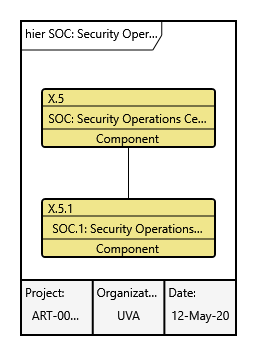 hier SOC: Security Oper...
X.5
SOC: Security Operations Ce...
Component
X.5.1
SOC.1: Security Operations...
Component
Project: Organizat... Date:
ART-00... UVA 12-May-20